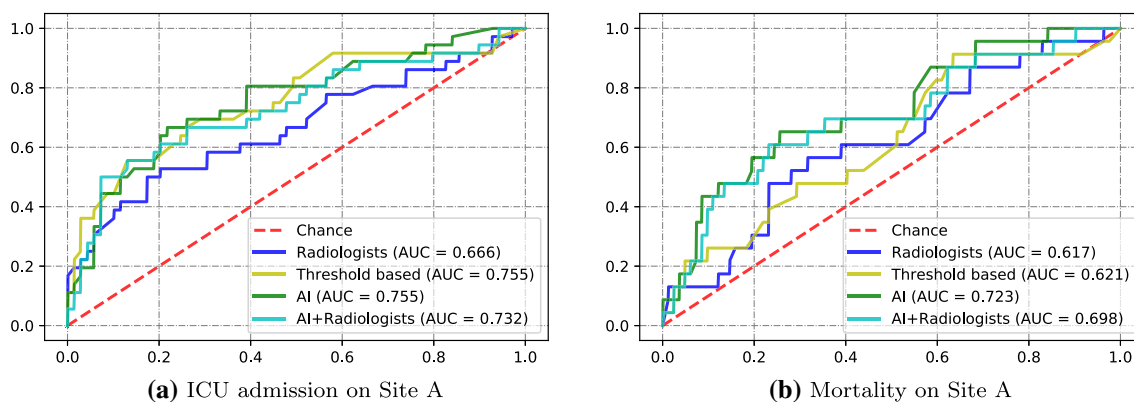 1.0
0.8
0.6
0.4
0.2
0.0
Chance
Radiologists (AUC = 0.666)
Threshold based (AUC = 0.755)
AI (AUC = 0.755)
AI+Radiologists (AUC = 0.732)
0.0 0.2 0.4 0.6 0.8 1.0
(a) ICU admission on Site A
1.0
0.8
0.6
0.4
0.2
0.0
Chance
Radiologists (AUC = 0.617)
Threshold based (AUC = 0.621)
AI (AUC = 0.723)
AI+Radiologists (AUC = 0.698)
0.0 0.2 0.4 0.6 0.8 1.0
(b) Mortality on Site A